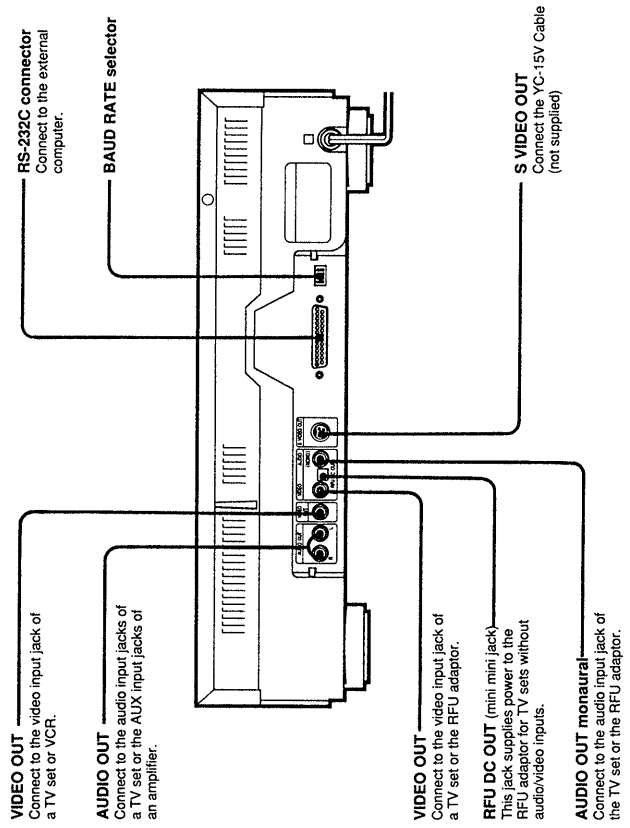 RS-232C connector
Connect to the external
computer.
BAUD RATE selector
S VIDEO OUT
Connect the YC-15V Cable
(not supplied)
VIDEO OUT
Connect to the video input jack of
a TV set or VCR.
AUDIO OUT
Connect to the audio input jacks of
a TV set or the AUX input jacks of
an amplifier.
VIDEO OUT
Connect to the video input jack of
a TV set or the RFU adaptor.
RFU DC OUT (mini mini jack)
This jack supplies power to the
RFU adaptor for TV sets without
audio/video inputs.
AUDIO OUT monaural
Connect to the audio input jack of
the TV set or the RFU adaptor.